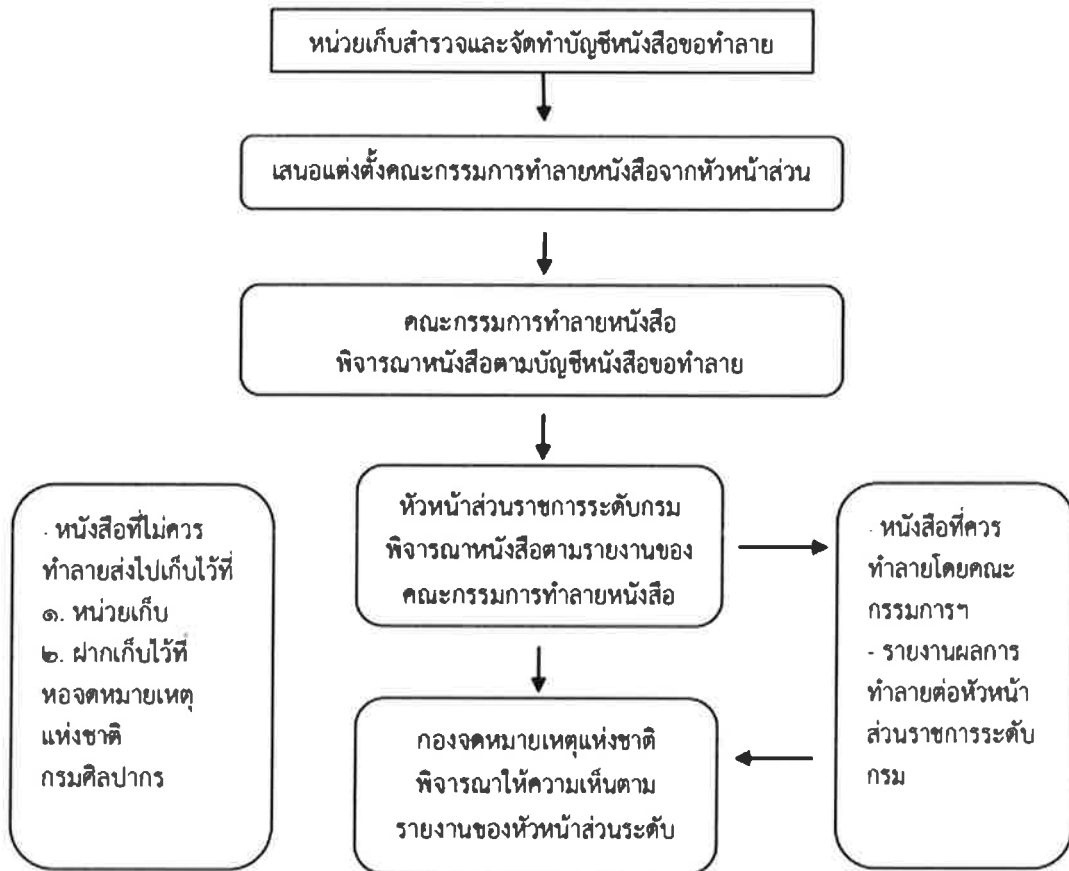 หน่วยเก็บสำรวจและจัดทำบัญชีหนังสือขอทำลาย
เสนอแต่งตั้งคณะกรรมการทำลายหนังสือจากหัวหน้าส่วน
คณะกรรมการทำลายหนังสือ
พิจารณาหนังสือตามบัญชีหนังสือขอทำลาย
หัวหน้าส่วนราชการระดับกรม
พิจารณาหนังสือตามรายงานของ
คณะกรรมการทำลายหนังสือ
- หนังสือที่ไม่ควร
ทำลายส่งไปเก็บไว้ที่
๑. หน่วยเก็บ
๒. ฝากเก็บไว้ที่
หอจดหมายเหตุ
แห่งชาติ
กรมศิลปากร
- หนังสือที่ควร
ทำลายโดยคณะ
กรรมการฯ
- รายงานผลการ
ทำลายต่อหัวหน้า
ส่วนราชการระดับ
กรม
กองจดหมายเหตุแห่งชาติ
พิจารณาให้ความเห็นตาม
รายงานของหัวหน้าส่วนระดับ